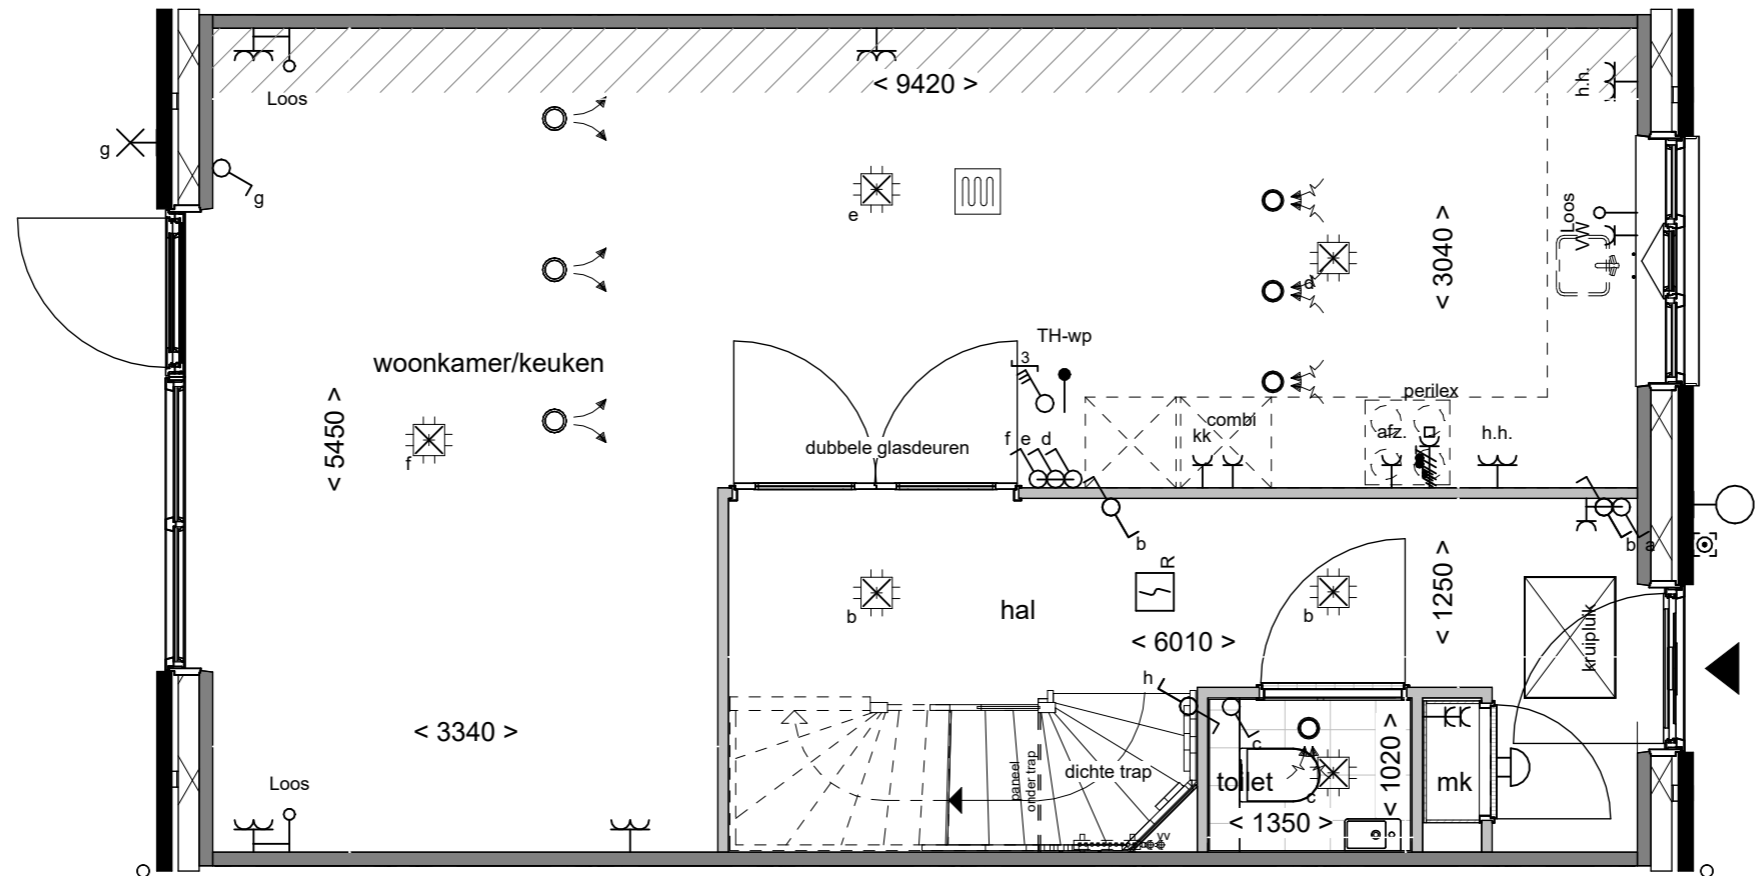 Loos
< 9420 >
h.h.
g
g
e
Loos
VW
d
< 3040 >
TH-wp
3
woonkamer/keuken
perilex
< 5450 >
dubbele glasdeuren
f e d
kk
combi
afz.
h.h.
f
b
b a
R
b
hal
b
< 1250 >
kruipluik
< 6010 >
h
< 3340 >
c
dichte trap
paneel
onder trap
toilet
c
< 1020 >
mk
Loos
< 1350 >
vv